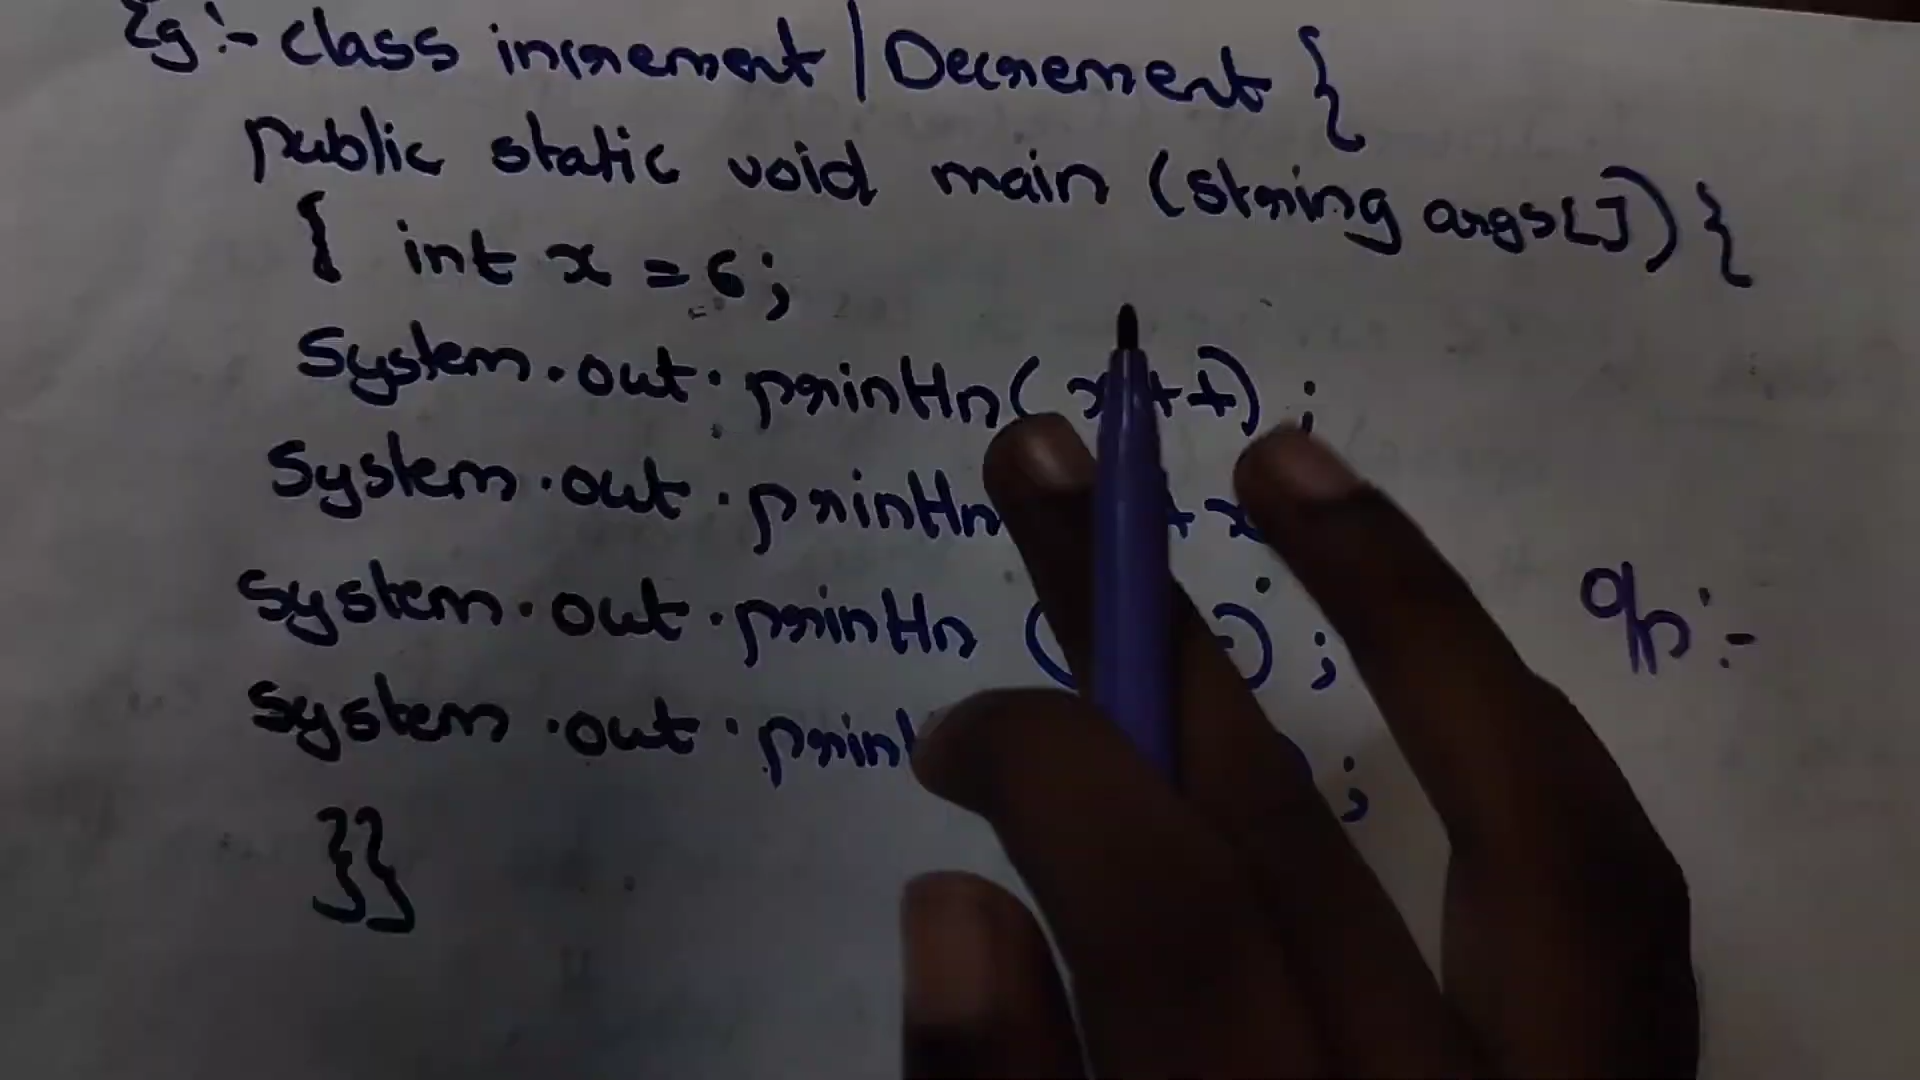 Eg:- class increment/Decrement {
public static void main (string args[]) {
{ int x = 6;
System.out.println(x++);
System.out.println + x
System.out.println ( );
System.out.print ;
}}
O/p:-